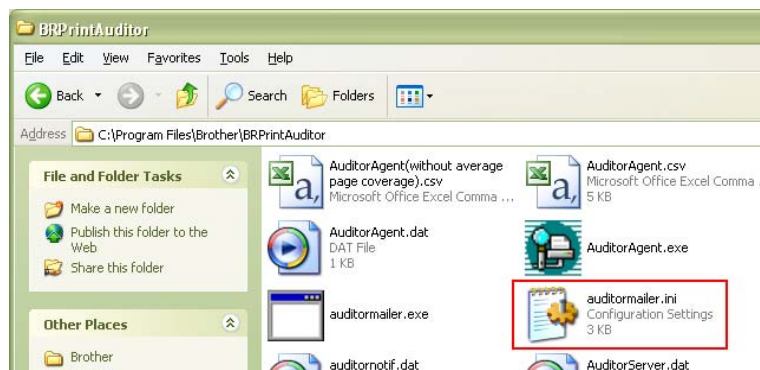 BRPrintAuditor
File Edit View Favorites Tools Help
Back Search Folders
Address C:\Program Files\Brother\BRPrintAuditor
File and Folder Tasks
Make a new folder
Publish this folder to the
Web
Share this folder
Other Places
Brother
AuditorAgent(without average
page coverage).csv
Microsoft Office Excel Comma ...
AuditorAgent.csv
Microsoft Office Excel Comma
5 KB
AuditorAgent.dat
DAT File
1 KB
AuditorAgent.exe
auditormailer.exe
auditormailer.ini
Configuration Settings
3 KB
auditornotif.dat
AuditorServer.dat